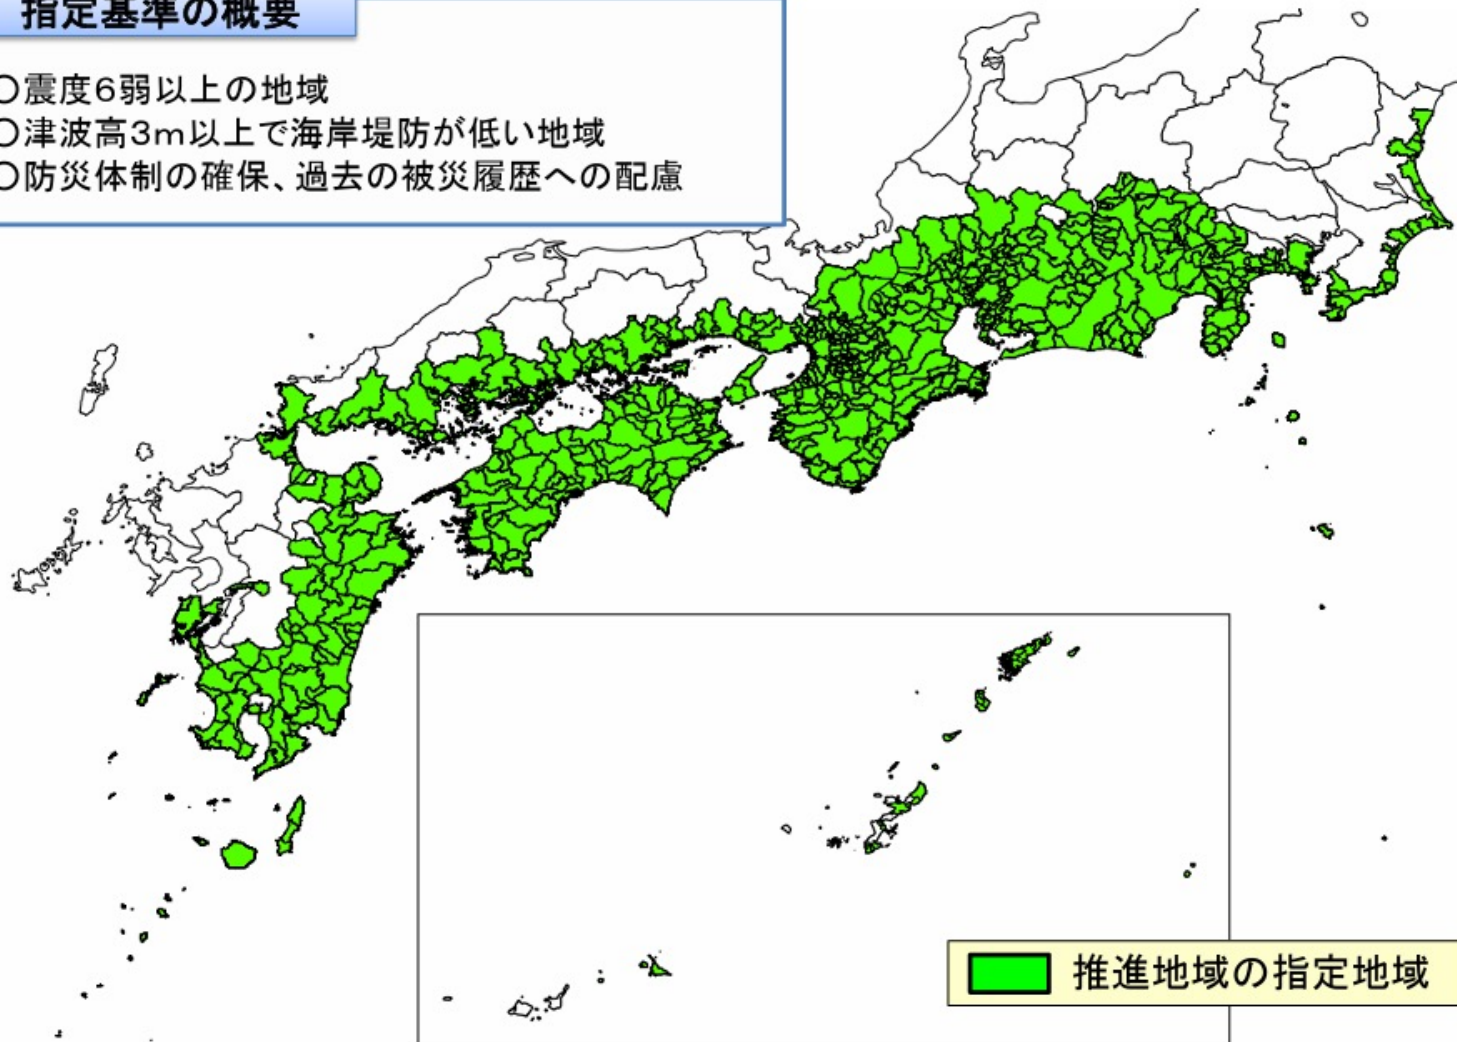 指定基準の概要
○震度6弱以上の地域
○津波高3m以上で海岸堤防が低い地域
○防災体制の確保、過去の被災履歴への配慮
推進地域の指定地域